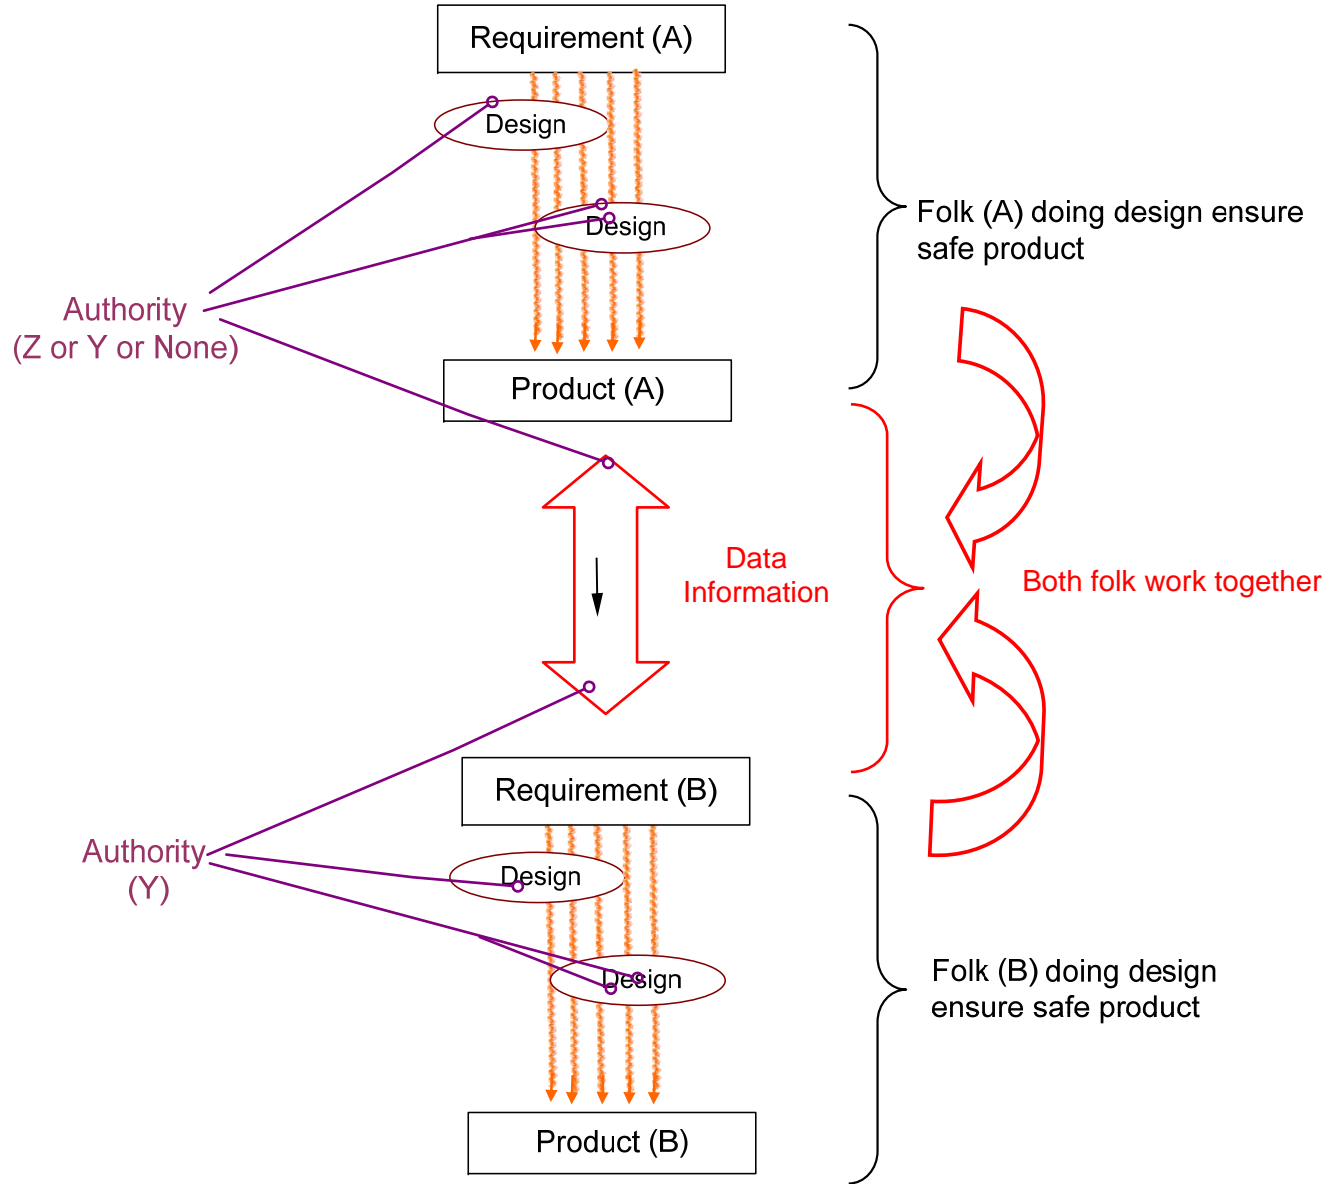 Requirement (A)
Design
Design
Folk (A) doing design ensure
safe product
Authority
(Z or Y or None)
Product (A)
Data
Information
Both folk work together
Requirement (B)
Authority
(Y)
Design
Design
Folk (B) doing design
ensure safe product
Product (B)